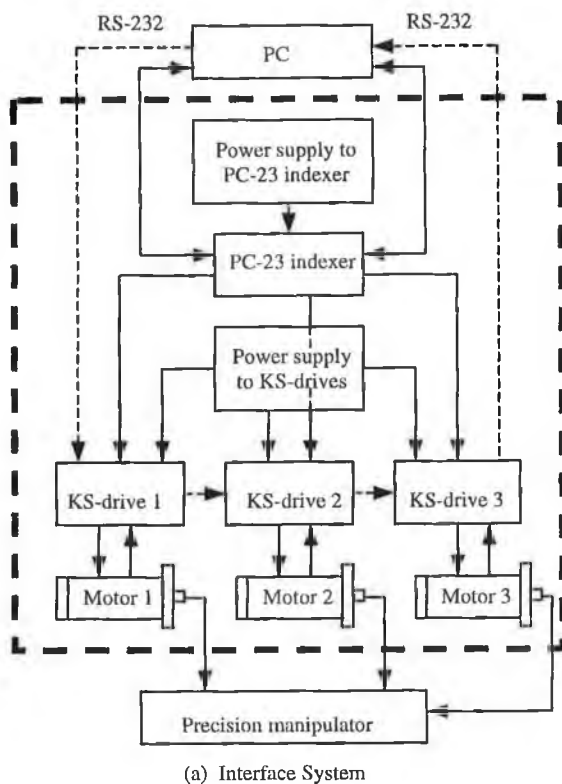 RS-232
RS-232
PC
Power supply to
PC-23 indexer
PC-23 indexer
Power supply
to KS-drives
KS-drive 1
KS-drive 2
KS-drive 3
Motor 1
Motor 2
Motor 3
Precision manipulator
(a) Interface System